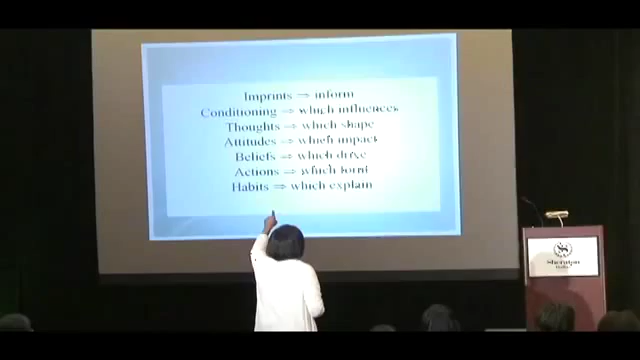 Imprints ⇒ inform
Conditioning ⇒ which influences
Thoughts ⇒ which shape
Attitudes ⇒ which impact
Beliefs ⇒ which drive
Actions ⇒ which form
Habits ⇒ which explain
Sheraton